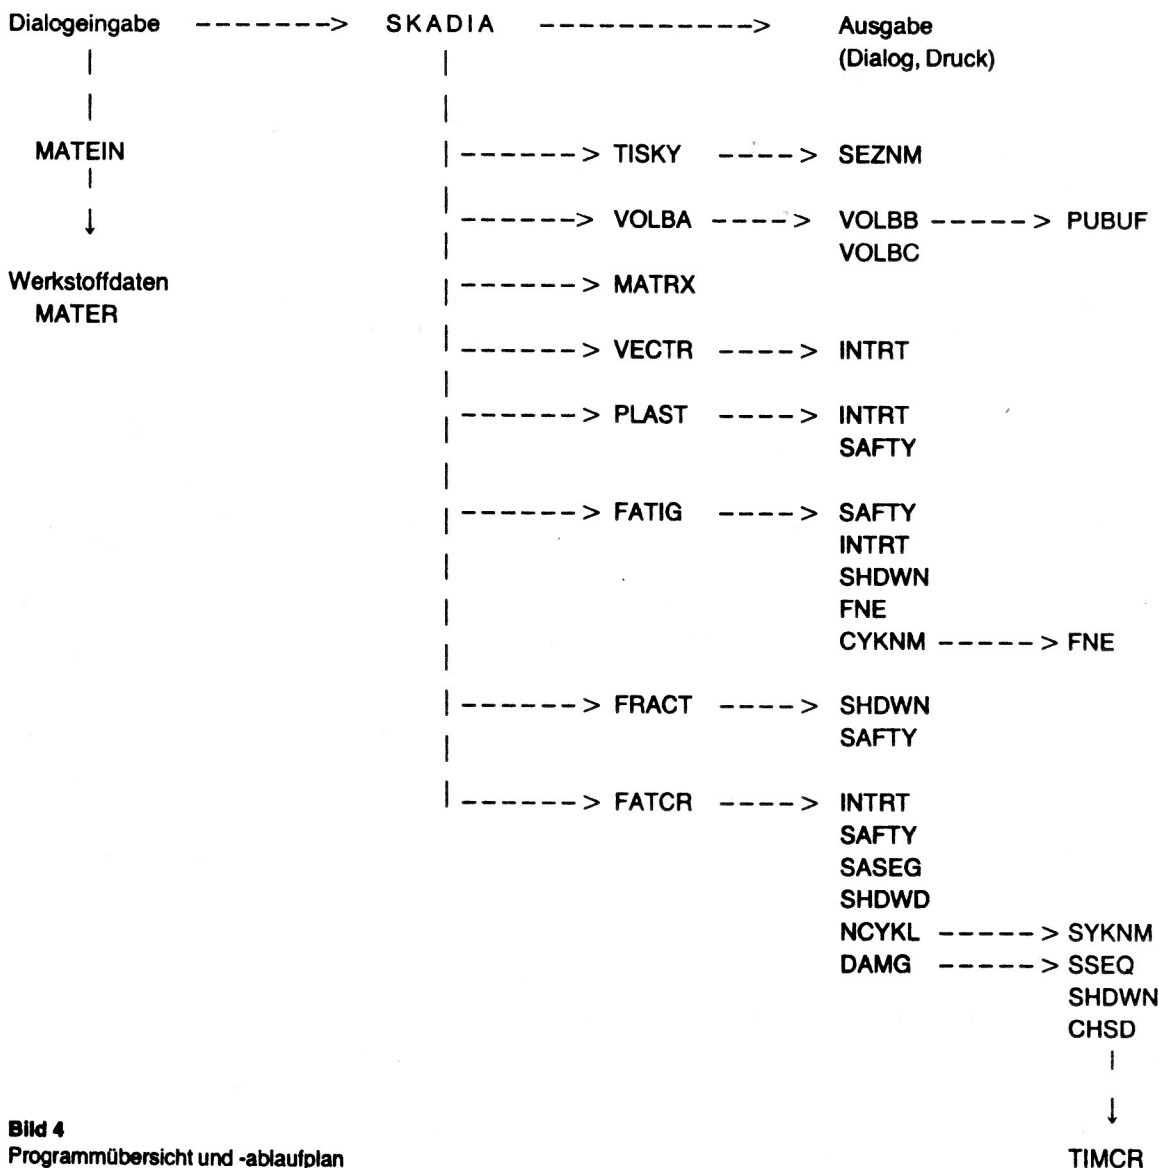 Dialogeingabe -------> SKADIA -----------> Ausgabe
(Dialog, Druck)
MATEIN ------> TISKY ----> SEZNM
------> VOLBA ----> VOLBB -----> PUBUF
VOLBC
Werkstoffdaten ------> MATRX
MATER
------> VECTR ----> INTRT
------> PLAST ----> INTRT
SAFTY
------> FATIG ----> SAFTY
INTRT
SHDWN
FNE
CYKNM -----> FNE
------> FRACT ----> SHDWN
SAFTY
------> FATCR ----> INTRT
SAFTY
SASEG
SHDWD
NCYKL -----> SYKNM
DAMG -----> SSEQ
SHDWN
CHSD
↓
TIMCR
Bild 4
Programmübersicht und -ablaufplan